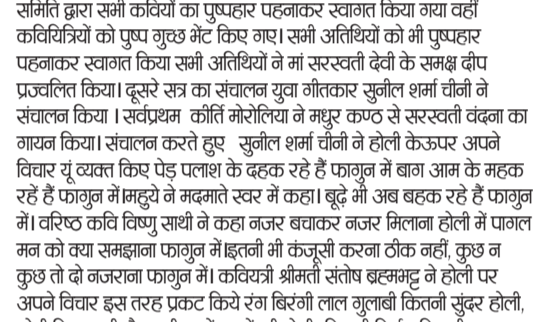 समिति द्वारा सभी कवियों का पुष्पहार पहनाकर स्वागत किया गया वहीं
कवियित्रियों को पुष्प गुच्छ भेंट किए गए। सभी अतिथियों को भी पुष्पहार
पहनाकर स्वागत किया सभी अतिथियों ने मां सरस्वती देवी के समक्ष दीप
प्रज्वलित किया। दूसरे सत्र का संचालन युवा गीतकार सुनील शर्मा चीनी ने
संचालन किया । सर्वप्रथम कीर्ति मोरोलिया ने मधुर कण्ठ से सरस्वती वंदना का
गायन किया। संचालन करते हुए सुनील शर्मा चीनी ने होली केऊपर अपने
विचार यूं व्यक्त किए पेड़ पलाश के दहक रहे हैं फागुन में बाग आम के महक
रहें हैं फागुन में।महुये ने मदमाते स्वर में कहा। बूढ़े भी अब बहक रहे हैं फागुन
में। वरिष्ठ कवि विष्णु साथी ने कहा नजर बचाकर नजर मिलाना होली में पागल
मन को क्या समझाना फागुन में।इतनी भी कंजूसी करना ठीक नहीं, कुछ न
कुछ तो दो नजराना फागुन में। कवियत्री श्रीमती संतोष ब्रह्मभट्ट ने होली पर
अपने विचार इस तरह प्रकट किये रंग बिरंगी लाल गुलाबी कितनी सुंदर होली,